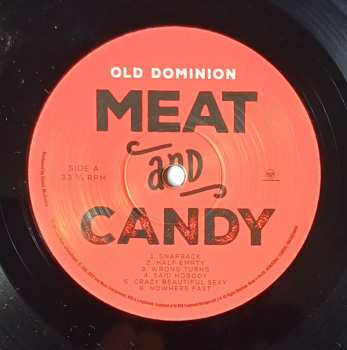 OLD DOMINION
MEAT
and
CANDY
SIDE A
33 ⅓ RPM
1. SNAPBACK
2. HALF EMPTY
3. WRONG TURNS
4. SAID NOBODY
5. CRAZY BEAUTIFUL SEXY
6. NOWHERE FAST